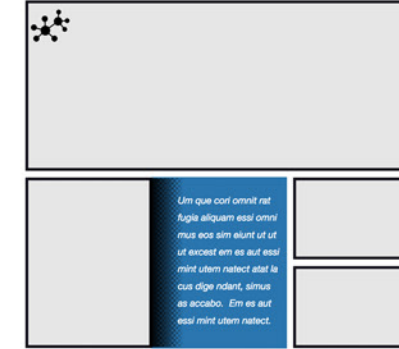 Um que cori omnit rat
fugia aliquam essi omni
mus eos sim eiunt ut ut
ut excest em es aut essi
mint utem natect atat la
cus dige ndant, simus
as accabo. Em es aut
essi mint utem natect.